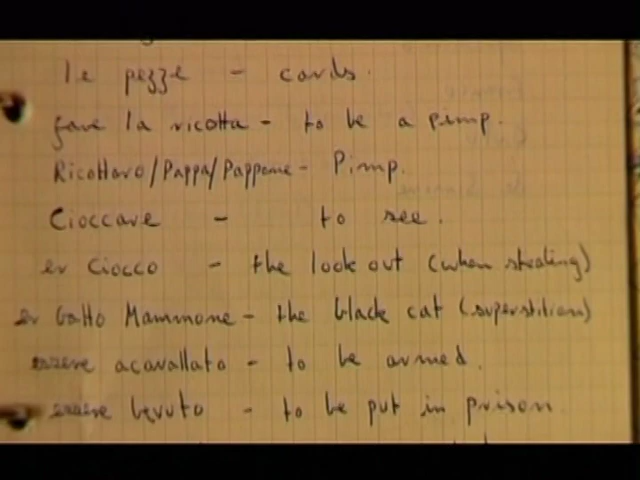 le pezze - cards.
fare la ricotta - to be a pimp.
Ricottaro/Pappa/Pappone - Pimp.
Cioccare - to see.
er Ciocco - the look out (when stealing)
er Gatto Mammone - the black cat (superstition)
essere acavallato - to be armed.
essere bevuto - to be put in prison.